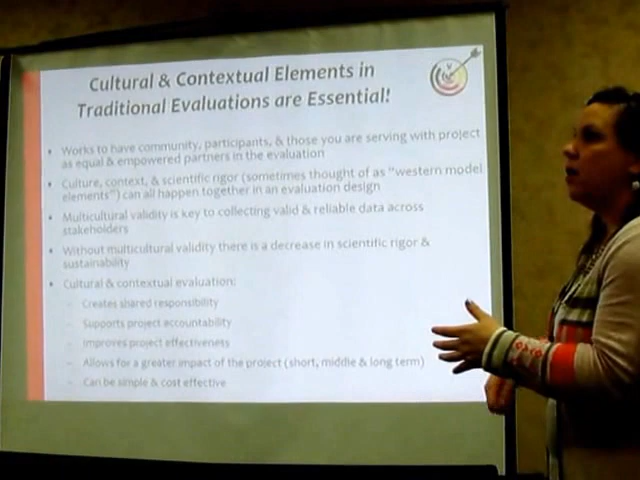 Cultural & Contextual Elements in
Traditional Evaluations are Essential!
• Works to have community, participants, & those you are serving with project
as equal & empowered partners in the evaluation
• Culture, context, & scientific rigor (sometimes thought of as "western model
elements") can all happen together in an evaluation design
• Multicultural validity is key to collecting valid & reliable data across
stakeholders
• Without multicultural validity there is a decrease in scientific rigor &
sustainability
• Cultural & contextual evaluation:
– Creates shared responsibility
– Supports project accountability
– Improves project effectiveness
– Allows for a greater impact of the project (short, middle & long term)
– Can be simple & cost effective